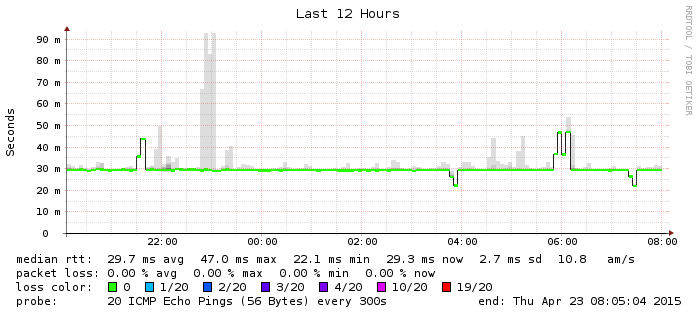 Last 12 Hours
RRDTOOL / TOBI OETIKER
Seconds
90 m
80 m
70 m
60 m
50 m
40 m
30 m
20 m
10 m
0
22:00 00:00 02:00 04:00 06:00 08:00
median rtt: 29.7 ms avg 47.0 ms max 22.1 ms min 29.3 ms now 2.7 ms sd 10.8 am/s
packet loss: 0.00 % avg 0.00 % max 0.00 % min 0.00 % now
loss color: 0 1/20 2/20 3/20 4/20 10/20 19/20
probe: 20 ICMP Echo Pings (56 Bytes) every 300s end: Thu Apr 23 08:05:04 2015